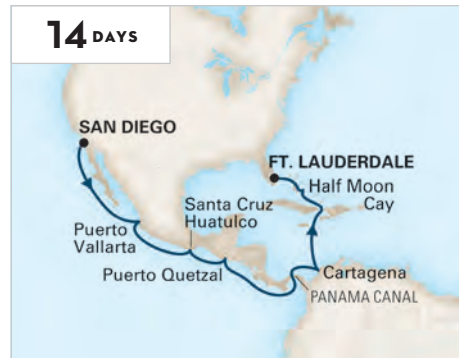 14 DAYS
SAN DIEGO
FT. LAUDERDALE
Half Moon
Cay
Santa Cruz
Huatulco
Puerto
Vallarta
Puerto Quetzal
Cartagena
PANAMA CANAL